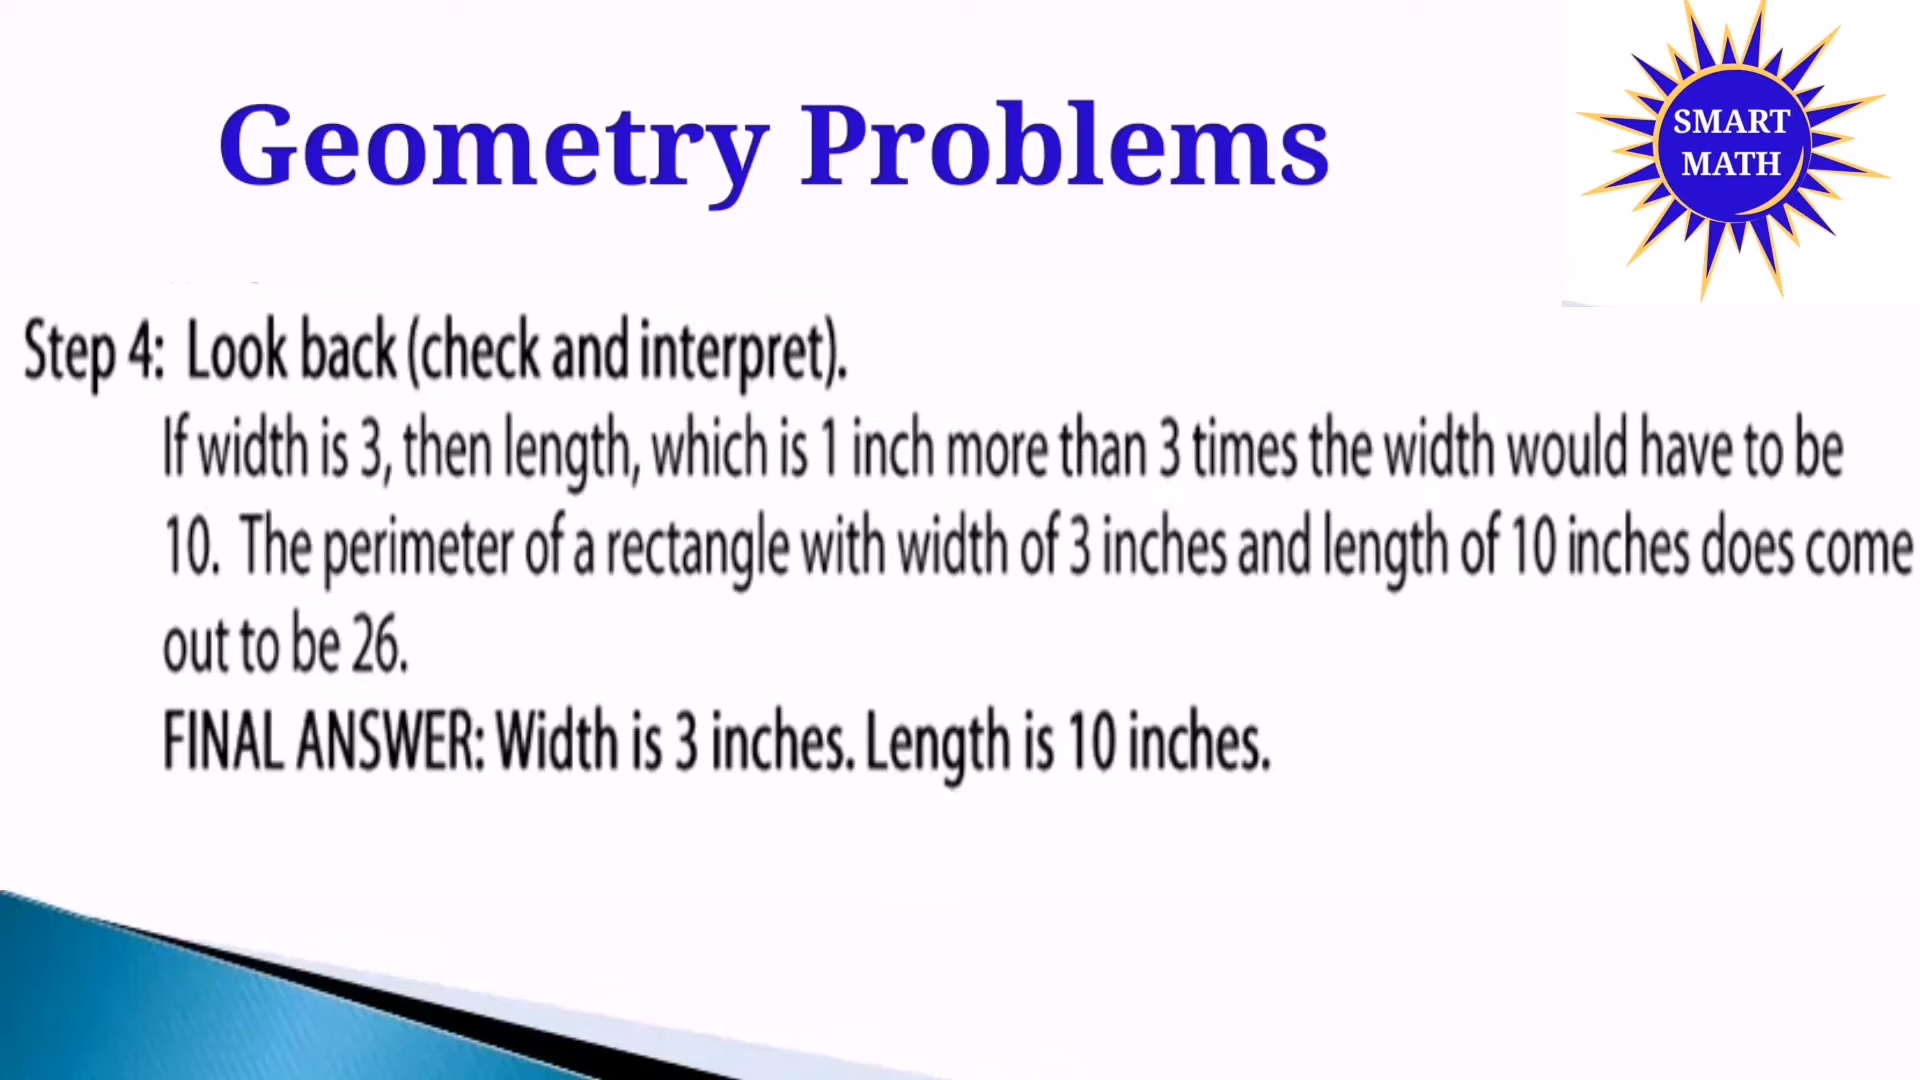 Geometry Problems
SMART
MATH
Step 4: Look back (check and interpret).
If width is 3, then length, which is 1 inch more than 3 times the width would have to be
10. The perimeter of a rectangle with width of 3 inches and length of 10 inches does come
out to be 26.
FINAL ANSWER: Width is 3 inches. Length is 10 inches.